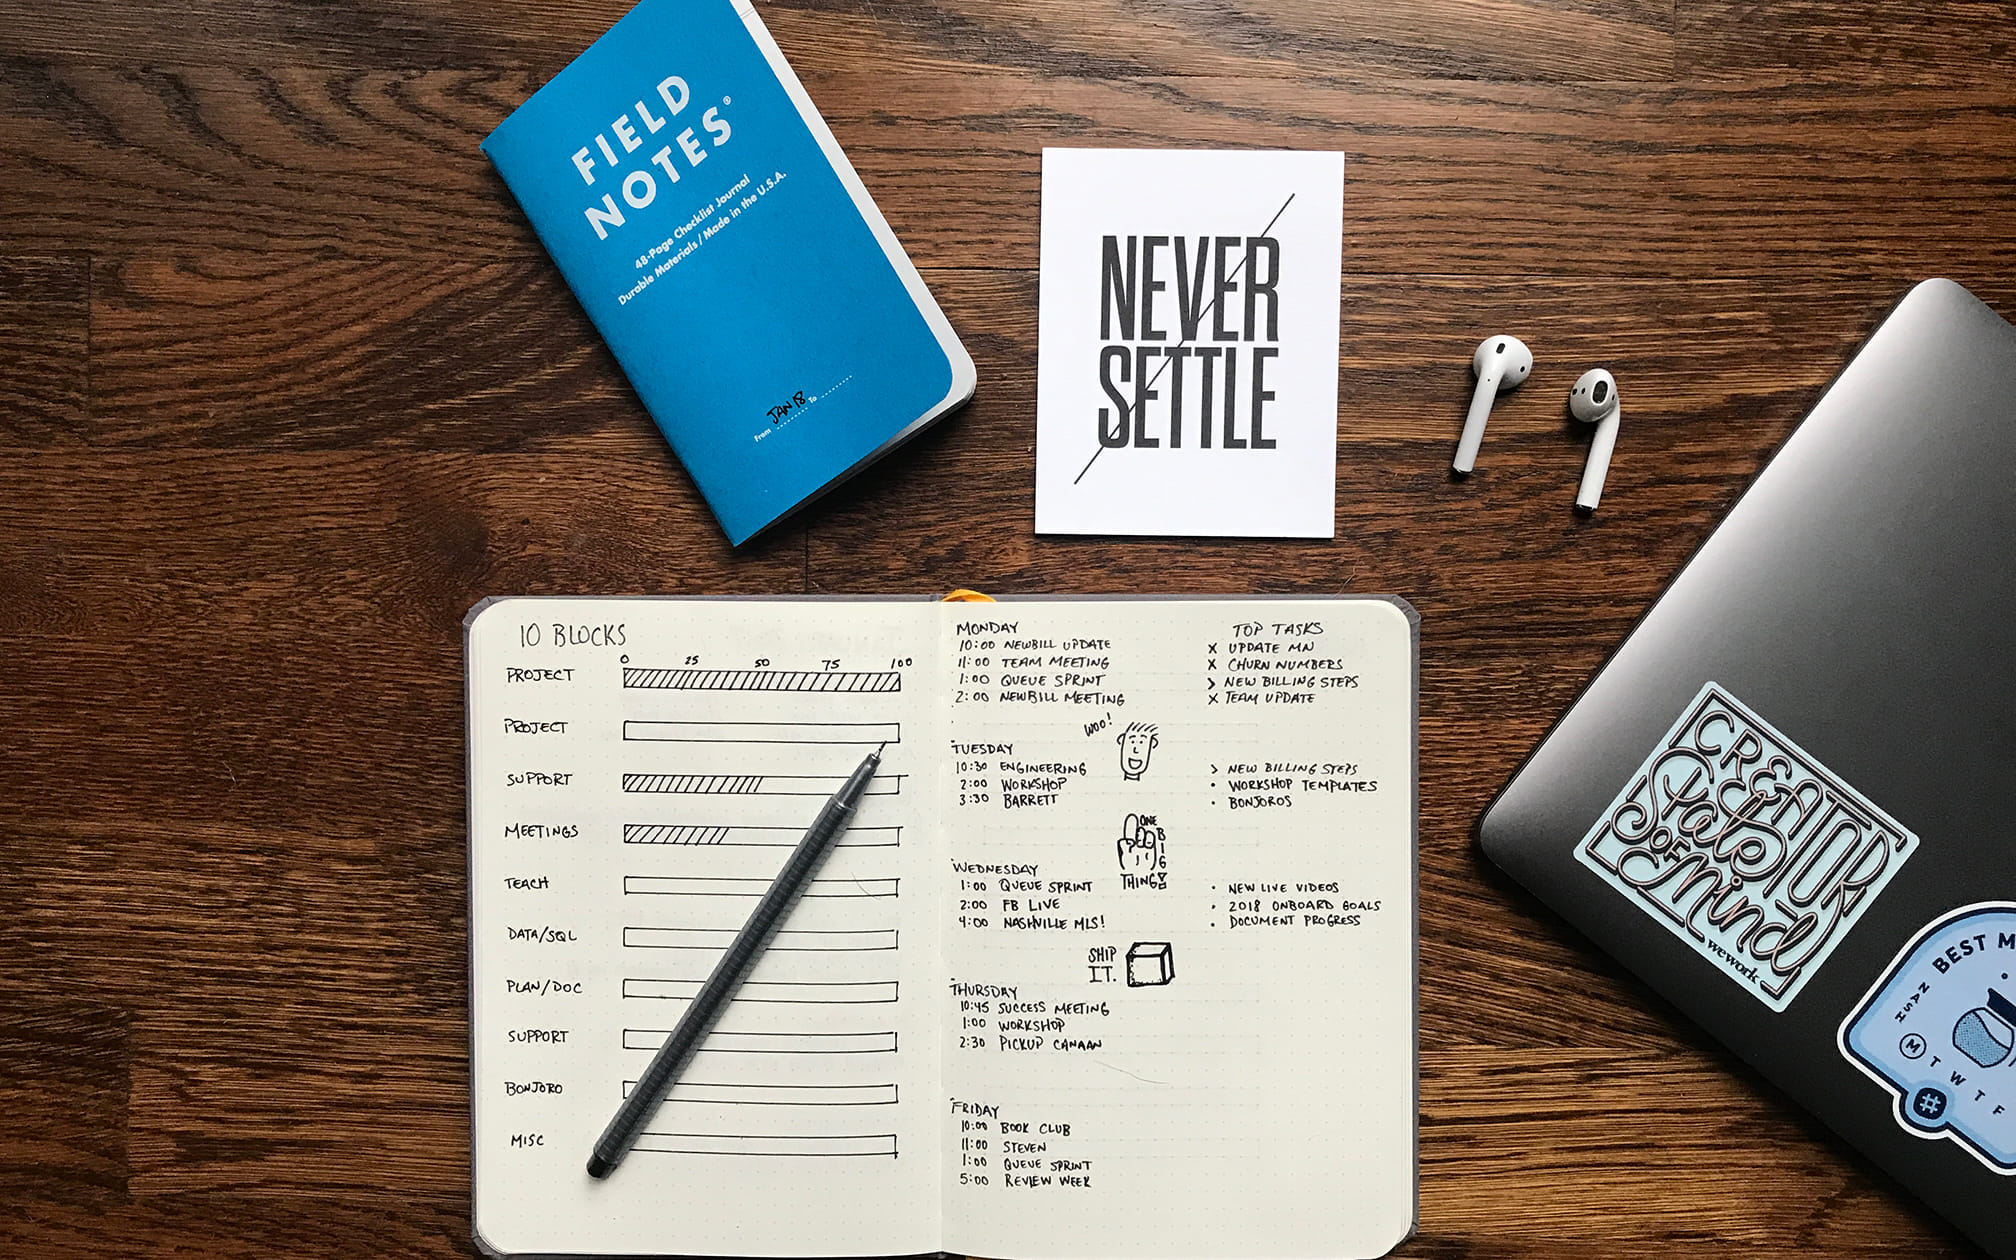 FIELD
NOTES®
48-Page Checklist Journal
Durable Materials / Made in the U.S.A.
From JAN 18 To
NEVER
SETTLE
10 BLOCKS
0 25 50 75 100
PROJECT
PROJECT
SUPPORT
MEETINGS
TEACH
DATA/SQL
PLAN/DOC
SUPPORT
BONJORO
MISC
MONDAY
10:00 NEWBILL UPDATE
11:00 TEAM MEETING
1:00 QUEUE SPRINT
2:00 NEWBILL MEETING
TOP TASKS
X UPDATE MN
X CHURN NUMBERS
> NEW BILLING STEPS
X TEAM UPDATE
WOO!
TUESDAY
10:30 ENGINEERING
2:00 WORKSHOP
3:30 BARRETT
> NEW BILLING STEPS
• WORKSHOP TEMPLATES
• BONJOROS
ONE
BIG
THING!
WEDNESDAY
1:00 QUEUE SPRINT
2:00 FB LIVE
4:00 NASHVILLE MLS!
• NEW LIVE VIDEOS
• 2018 ONBOARD GOALS
• DOCUMENT PROGRESS
SHIP
IT.
THURSDAY
10:45 SUCCESS MEETING
1:00 WORKSHOP
2:30 PICKUP CANAAN
FRIDAY
10:00 BOOK CLUB
11:00 STEVEN
1:00 QUEUE SPRINT
5:00 REVIEW WEEK
CREATOR
State
OF
Mind
wework
BEST M
NASH
M T W T F
#